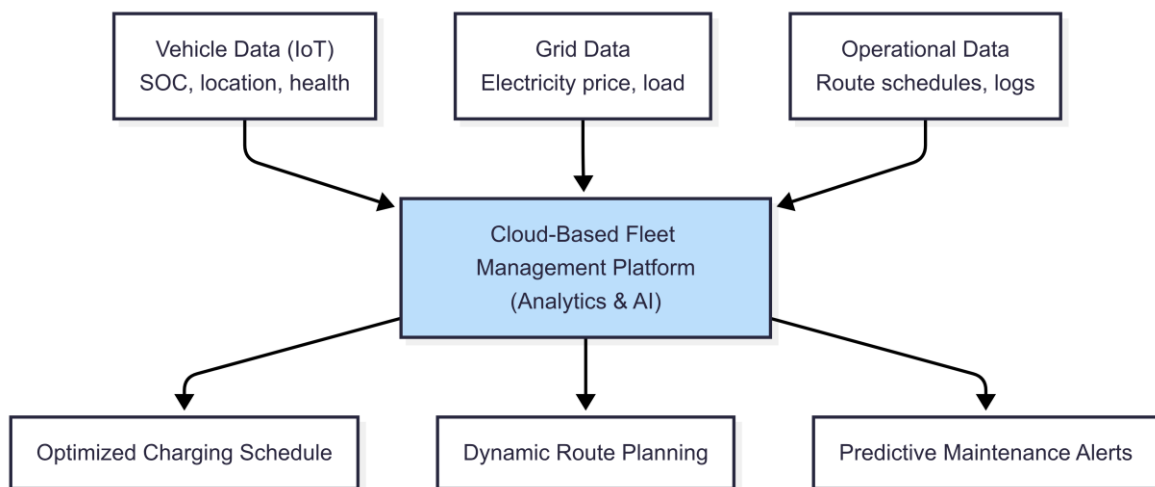 Vehicle Data (IoT)
SOC, location, health
Grid Data
Electricity price, load
Operational Data
Route schedules, logs
Cloud-Based Fleet
Management Platform
(Analytics & AI)
Optimized Charging Schedule
Dynamic Route Planning
Predictive Maintenance Alerts